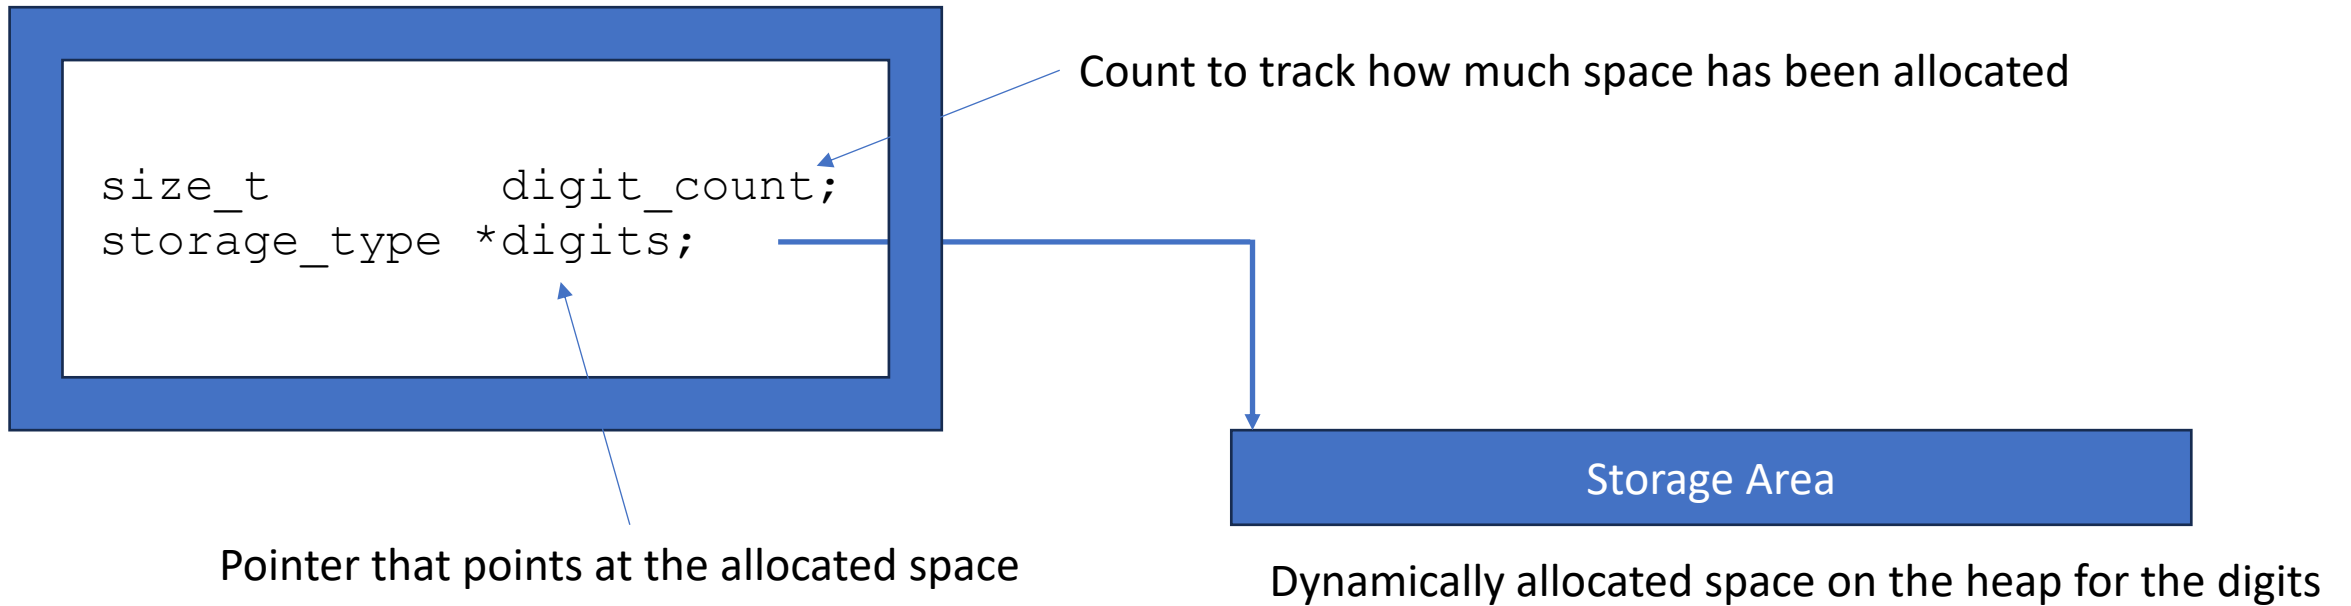 Count to track how much space has been allocated
size_t digit_count;
storage_type *digits;
Storage Area
Pointer that points at the allocated space
Dynamically allocated space on the heap for the digits